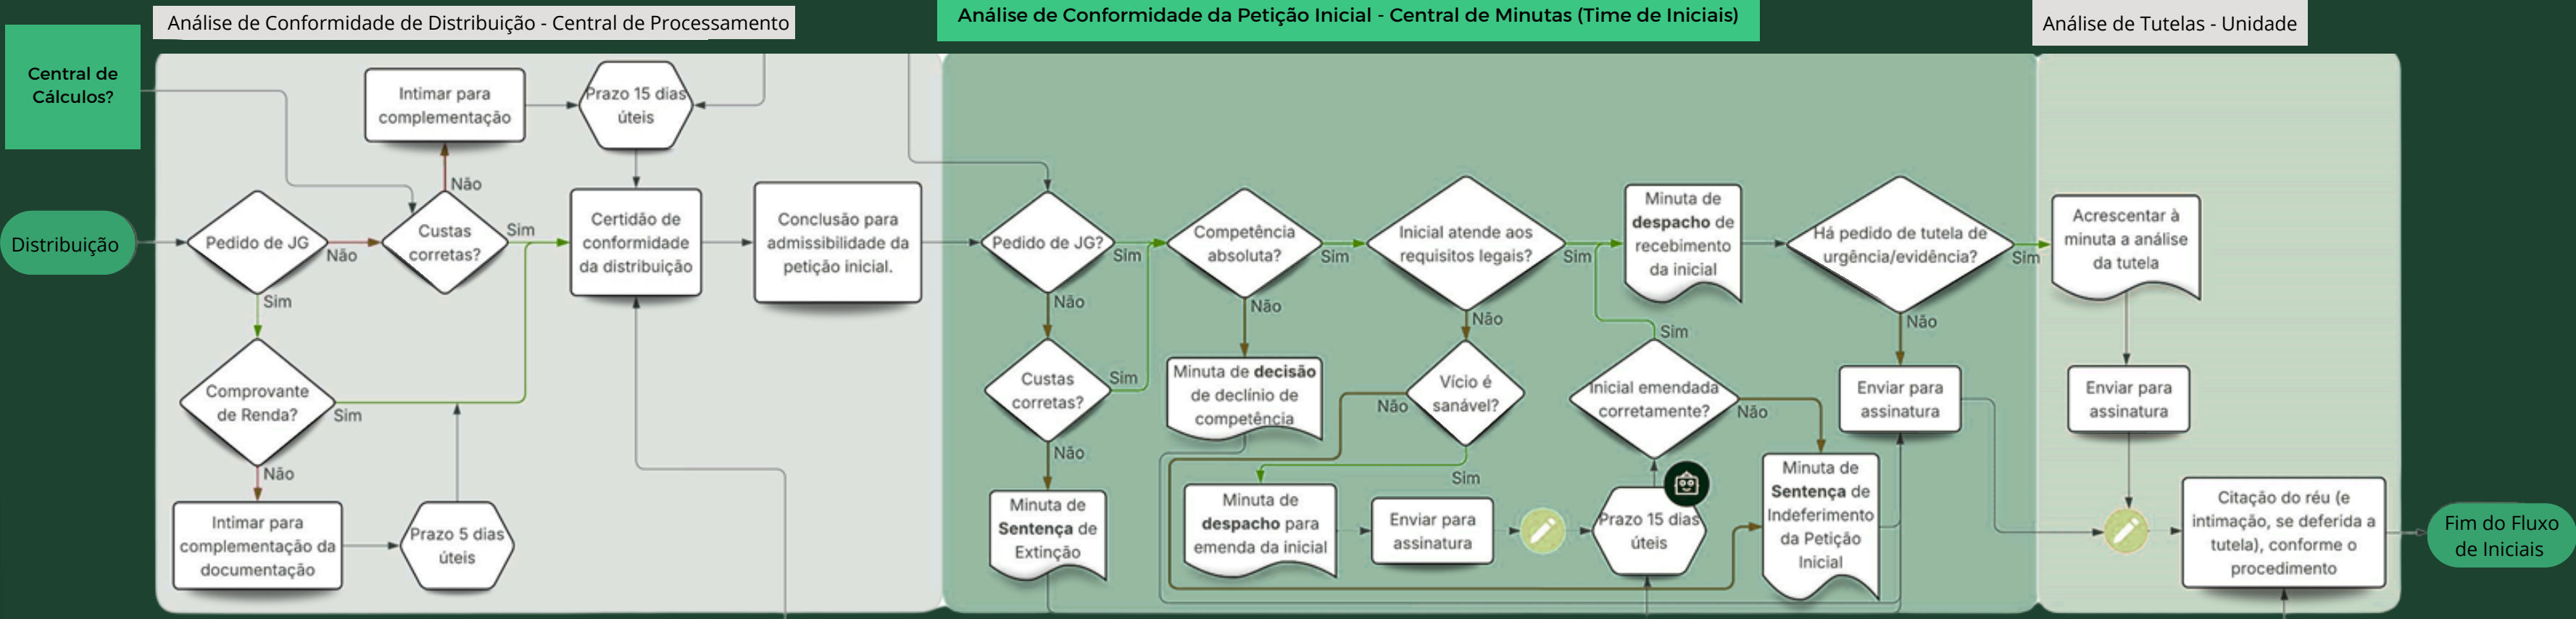 Análise de Conformidade de Distribuição - Central de Processamento
Análise de Conformidade da Petição Inicial - Central de Minutas (Time de Iniciais)
Análise de Tutelas - Unidade
Central de
Cálculos?
Distribuição
Intimar para
complementação
Prazo 15 dias
úteis
Não
Pedido de JG
Não
Custas
corretas?
Sim
Certidão de
conformidade
da distribuição
Conclusão para
admissibilidade da
petição inicial.
Sim
Comprovante
de Renda?
Sim
Não
Intimar para
complementação da
documentação
Prazo 5 dias
úteis
Pedido de JG?
Sim
Não
Custas
corretas?
Sim
Não
Minuta de
Sentença de
Extinção
Competência
absoluta?
Sim
Não
Minuta de decisão
de declínio de
competência
Inicial atende aos
requisitos legais?
Sim
Não
Vício é
sanável?
Não
Sim
Minuta de
despacho para
emenda da inicial
Enviar para
assinatura
Prazo 15 dias
úteis
Inicial emendada
corretamente?
Sim
Não
Minuta de
despacho de
recebimento
da inicial
Minuta de
Sentença de
Indeferimento
da Petição
Inicial
Há pedido de tutela de
urgência/evidência?
Sim
Não
Enviar para
assinatura
Acrescentar à
minuta a análise
da tutela
Enviar para
assinatura
Citação do réu (e
intimação, se deferida a
tutela), conforme o
procedimento
Fim do Fluxo
de Iniciais